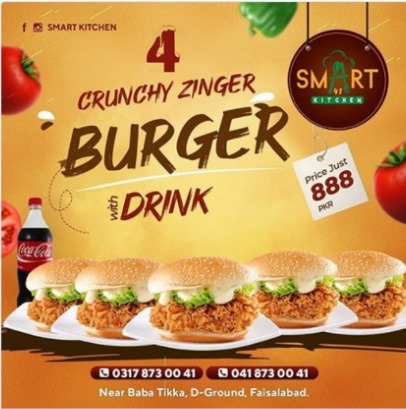 SMART KITCHEN
4
CRUNCHY ZINGER
BURGER
with DRINK
SMART
KITCHEN
Price Just
888
PKR
Coca-Cola
0317 873 00 41
041 873 00 41
Near Baba Tikka, D-Ground, Faisalabad.